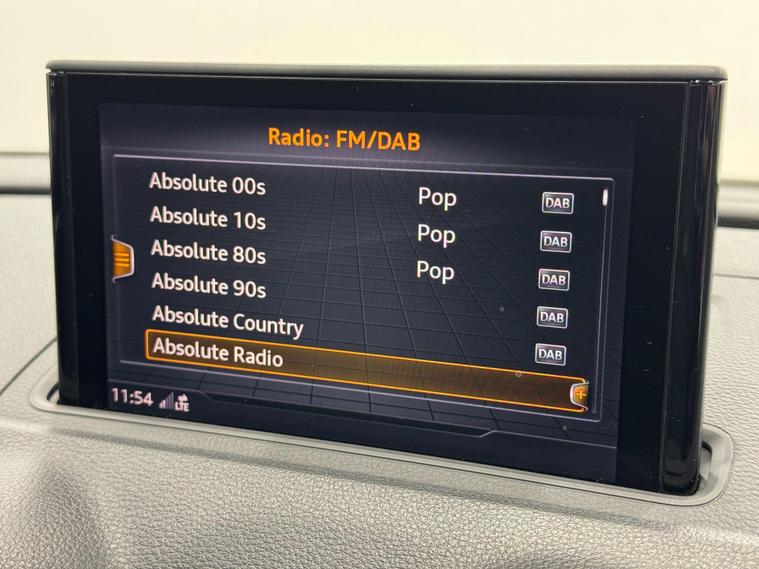 Radio: FM/DAB
Absolute 00s Pop DAB
Absolute 10s Pop DAB
Absolute 80s Pop DAB
Absolute 90s DAB
Absolute Country DAB
Absolute Radio +
11:54 LTE